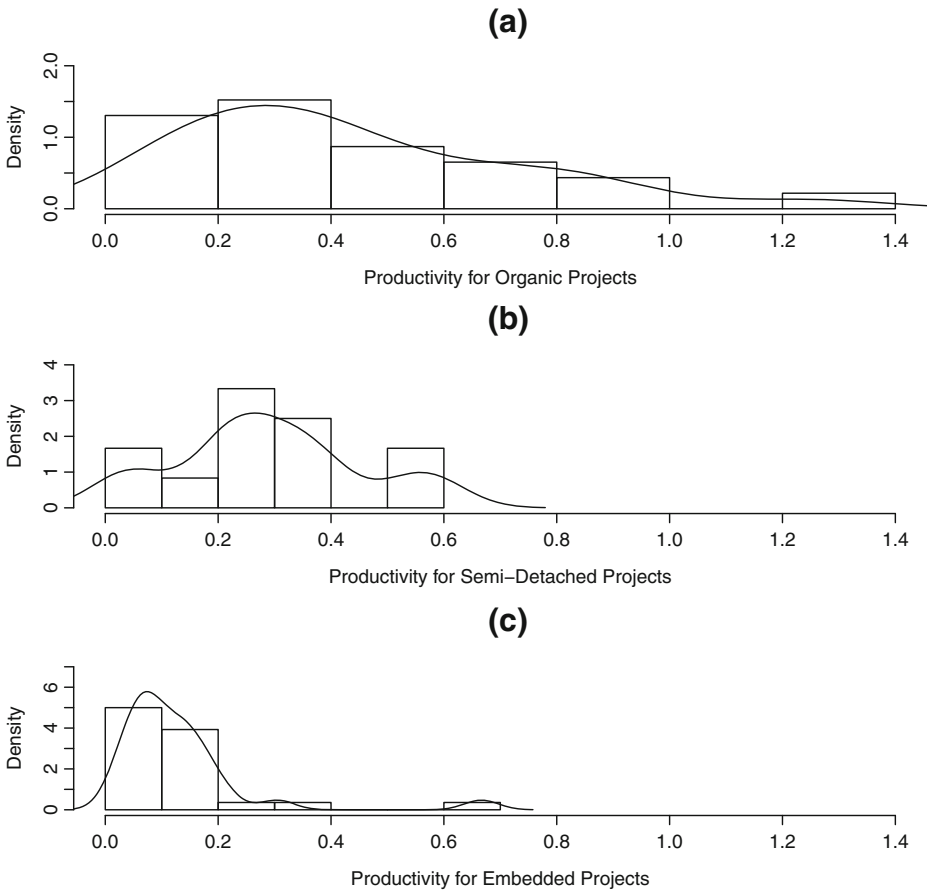 (a)
Density
0.0 1.0 2.0
0.0 0.2 0.4 0.6 0.8 1.0 1.2 1.4
Productivity for Organic Projects
(b)
Density
0 1 2 3 4
0.0 0.2 0.4 0.6 0.8 1.0 1.2 1.4
Productivity for Semi−Detached Projects
(c)
Density
0 2 4 6
0.0 0.2 0.4 0.6 0.8 1.0 1.2 1.4
Productivity for Embedded Projects